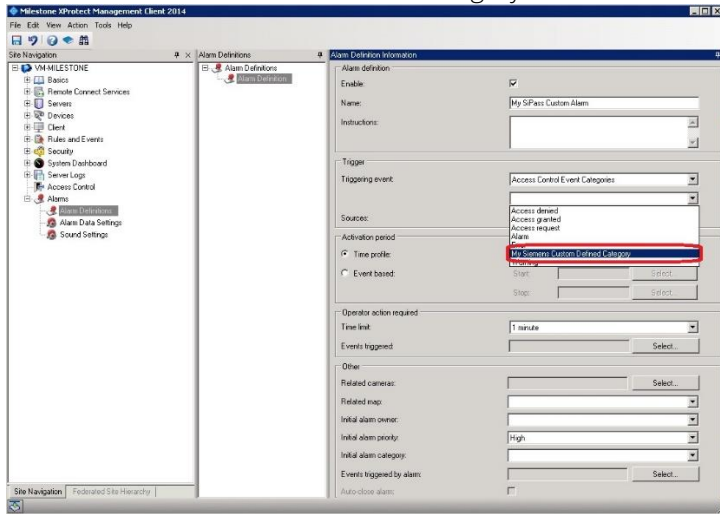 Milestone XProtect Management Client 2014
File Edit View Action Tools Help
Site Navigation
VM-MILESTONE
Basics
Remote Connect Services
Servers
Devices
Client
Rules and Events
Security
System Dashboard
Server Logs
Access Control
Alarms
Alarm Definitions
Alarm Data Settings
Sound Settings
Site Navigation Federated Site Hierarchy
Alarm Definitions
Alarm Definitions
Alarm Definition
Alarm Definition Information
Alarm definition
Enable:
Name: My SiPass Custom Alarm
Instructions:
Trigger
Triggering event: Access Control Event Categories
Access denied
Access granted
Sources: Access request
Alarm
Activation period
Time profile: My Siemens Custom Defined Category
Event based: Start: Select...
Stop: Select...
Operator action required
Time limit: 1 minute
Events triggered: Select...
Other
Related cameras: Select...
Related map:
Initial alarm owner:
Initial alarm priority: High
Initial alarm category:
Events triggered by alarm: Select...
Auto-close alarm: